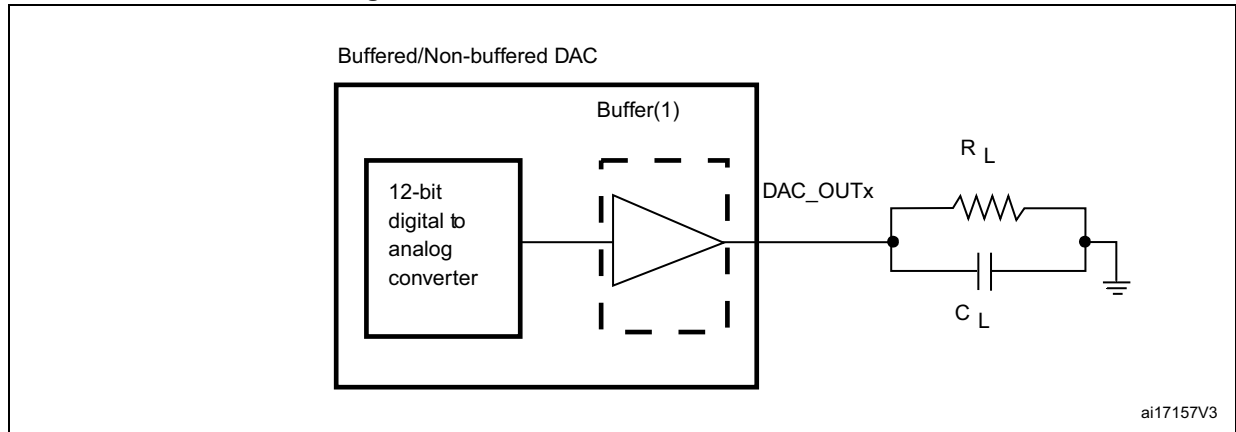 Buffered/Non-buffered DAC
Buffer(1)
12-bit
digital to
analog
converter
DAC_OUTx
R L
C L
ai17157V3